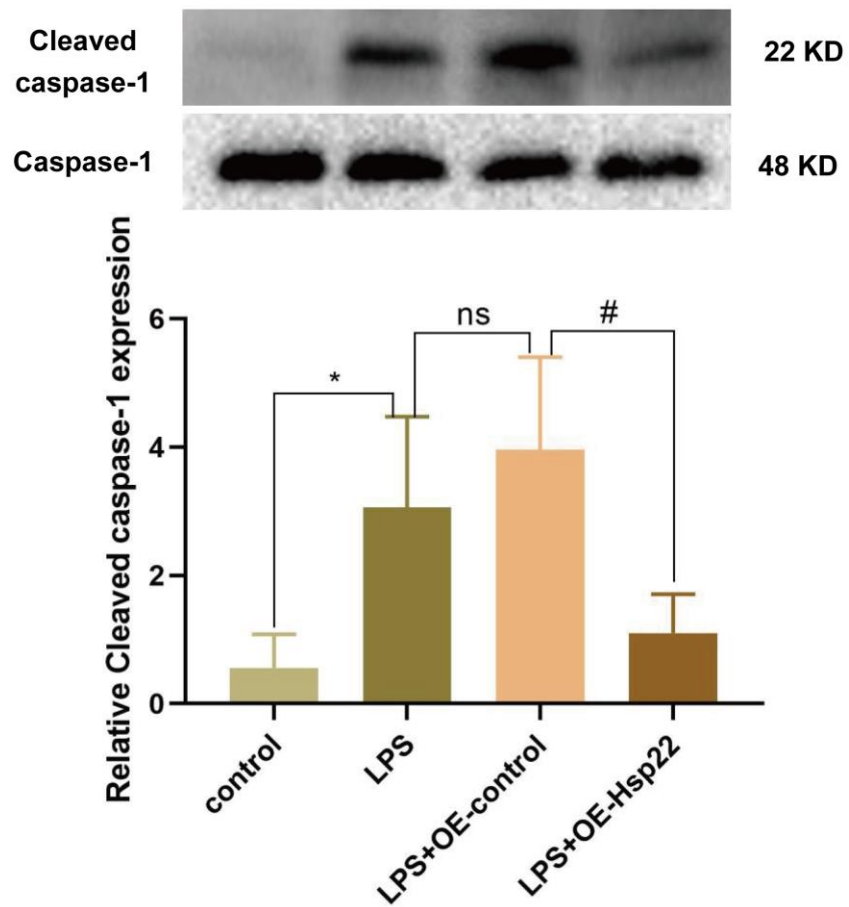 Cleaved
caspase-1
22 KD
Caspase-1
48 KD
Relative Cleaved caspase-1 expression
6
4
2
0
*
ns
#
control
LPS
LPS+OE-control
LPS+OE-Hsp22